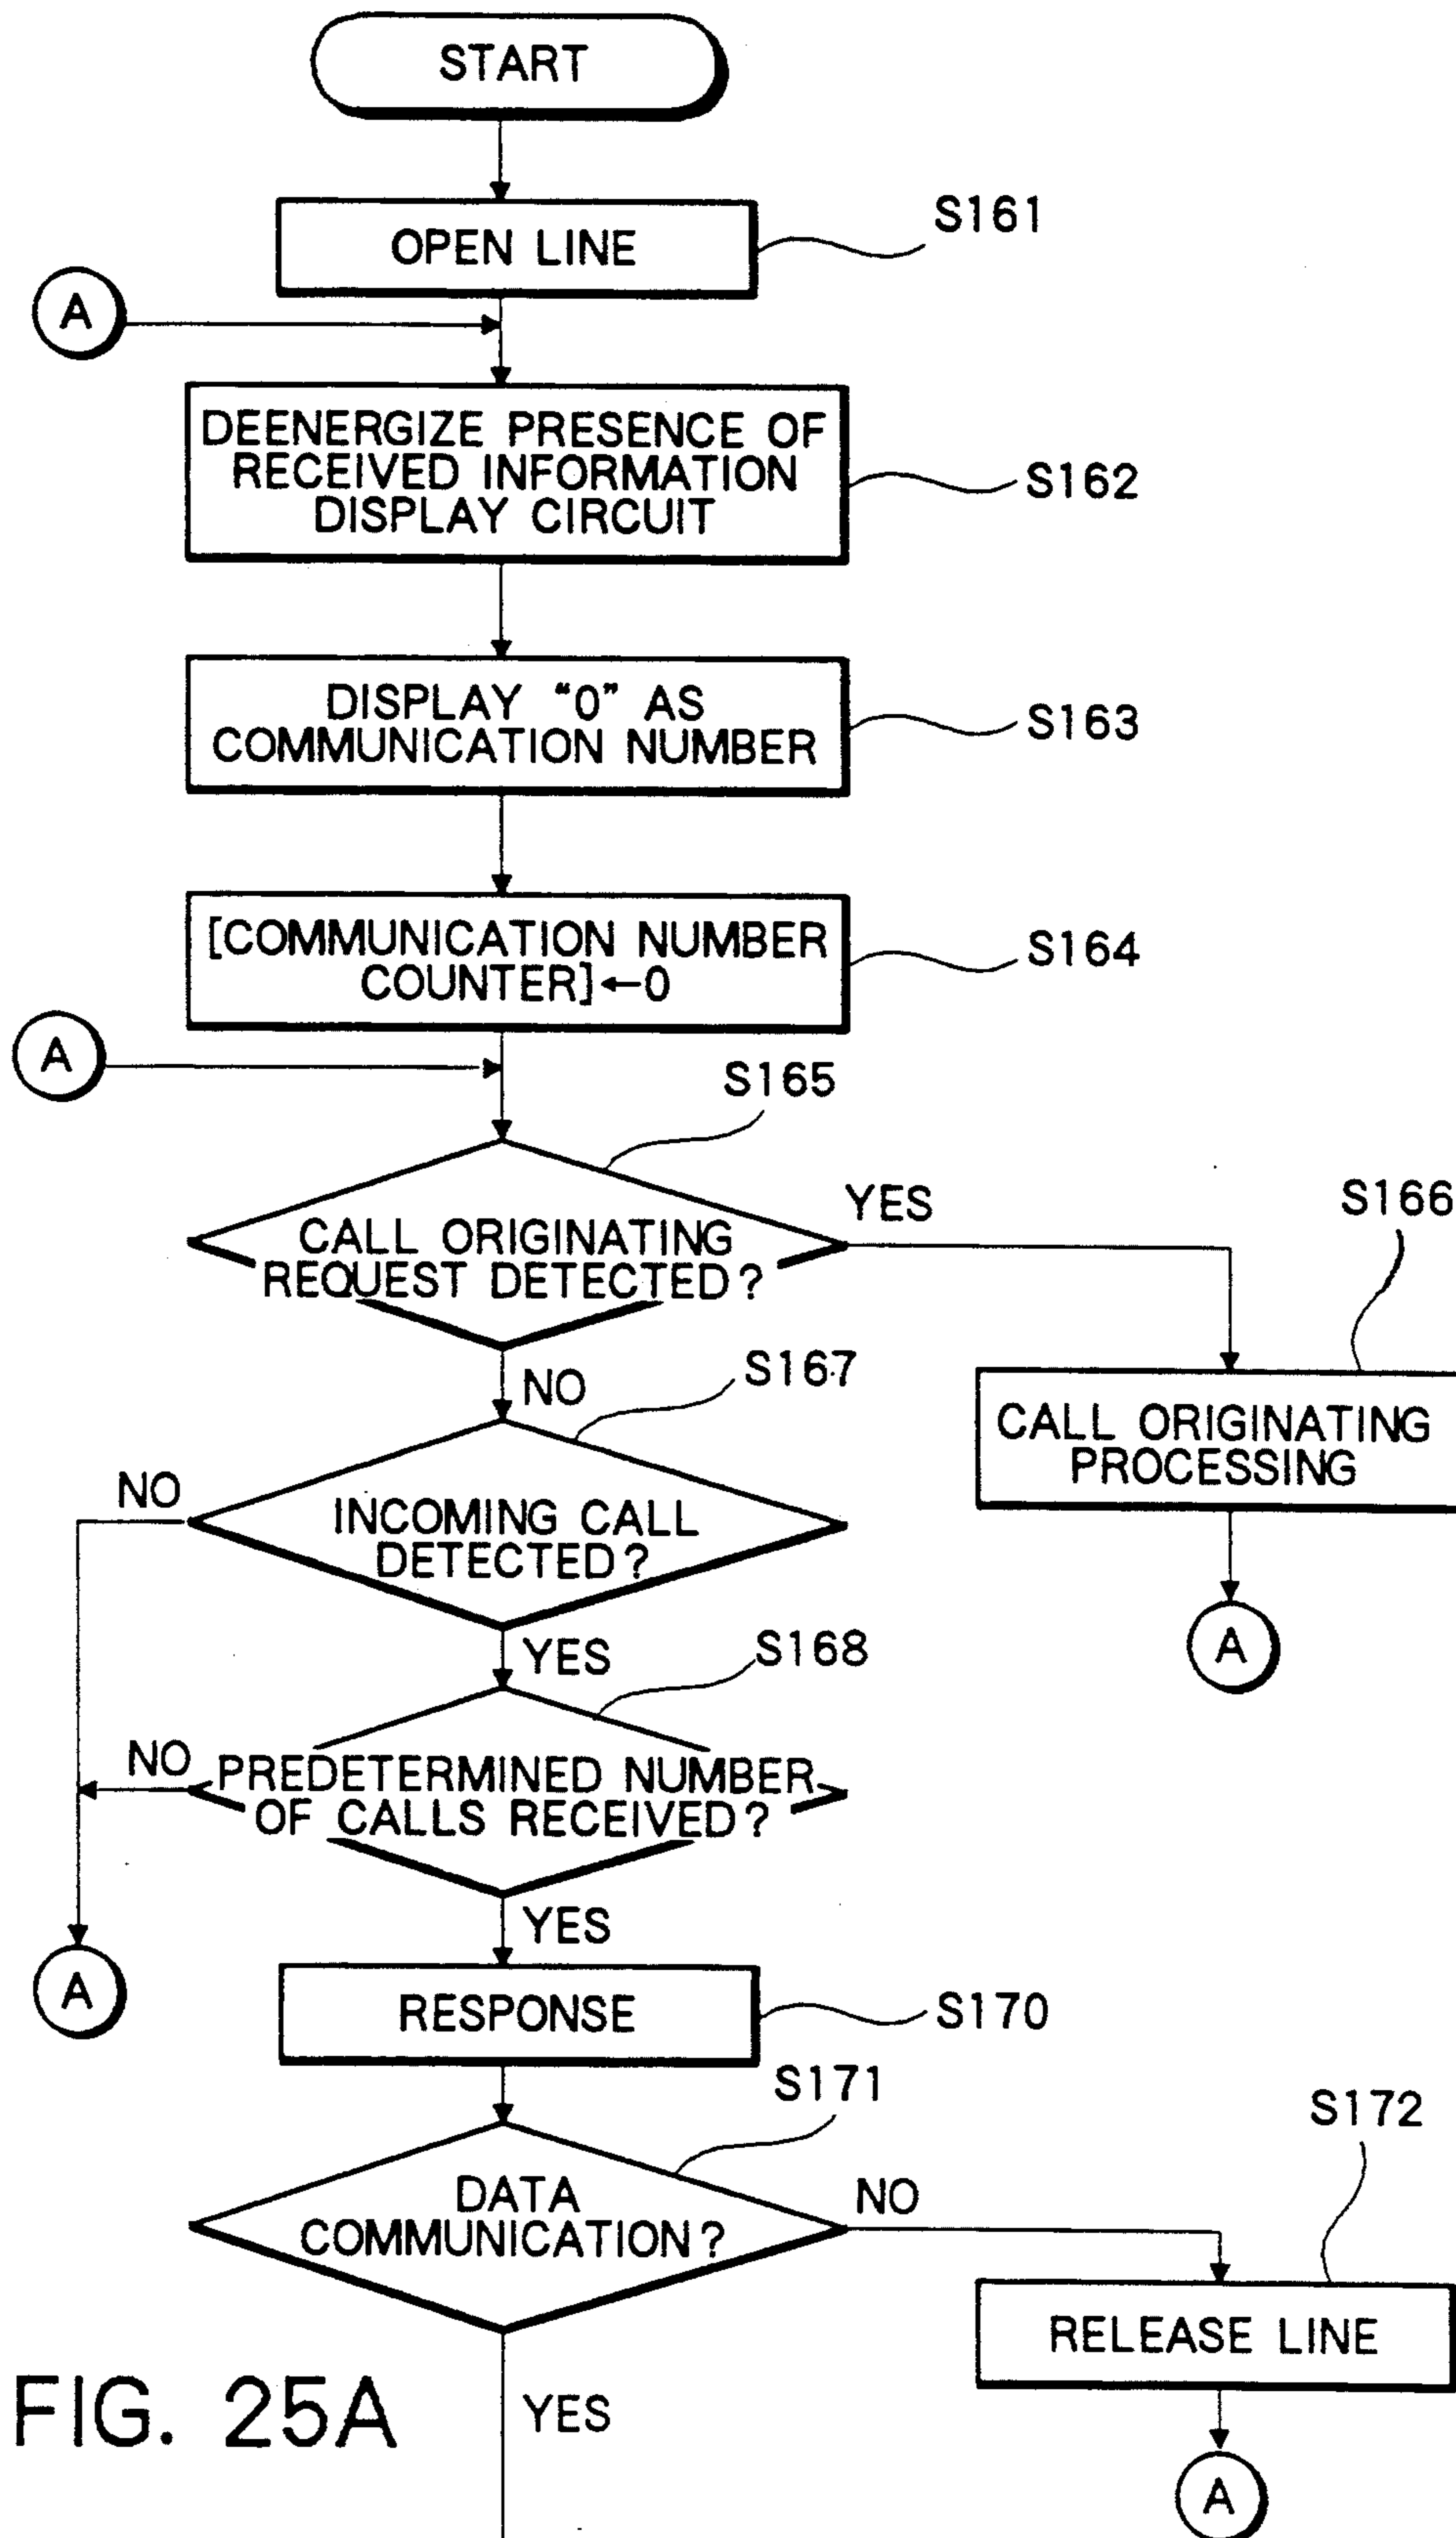 START
OPEN LINE
S161
A
DEENERGIZE PRESENCE OF
RECEIVED INFORMATION
DISPLAY CIRCUIT
S162
DISPLAY “0” AS
COMMUNICATION NUMBER
S163
[COMMUNICATION NUMBER
COUNTER]←0
S164
A
S165
CALL ORIGINATING
REQUEST DETECTED?
YES
S166
NO
S167
CALL ORIGINATING
PROCESSING
NO
INCOMING CALL
DETECTED?
A
YES
S168
NO
PREDETERMINED NUMBER
OF CALLS RECEIVED?
YES
A
RESPONSE
S170
S171
S172
DATA
COMMUNICATION?
NO
RELEASE LINE
YES
A
FIG. 25A